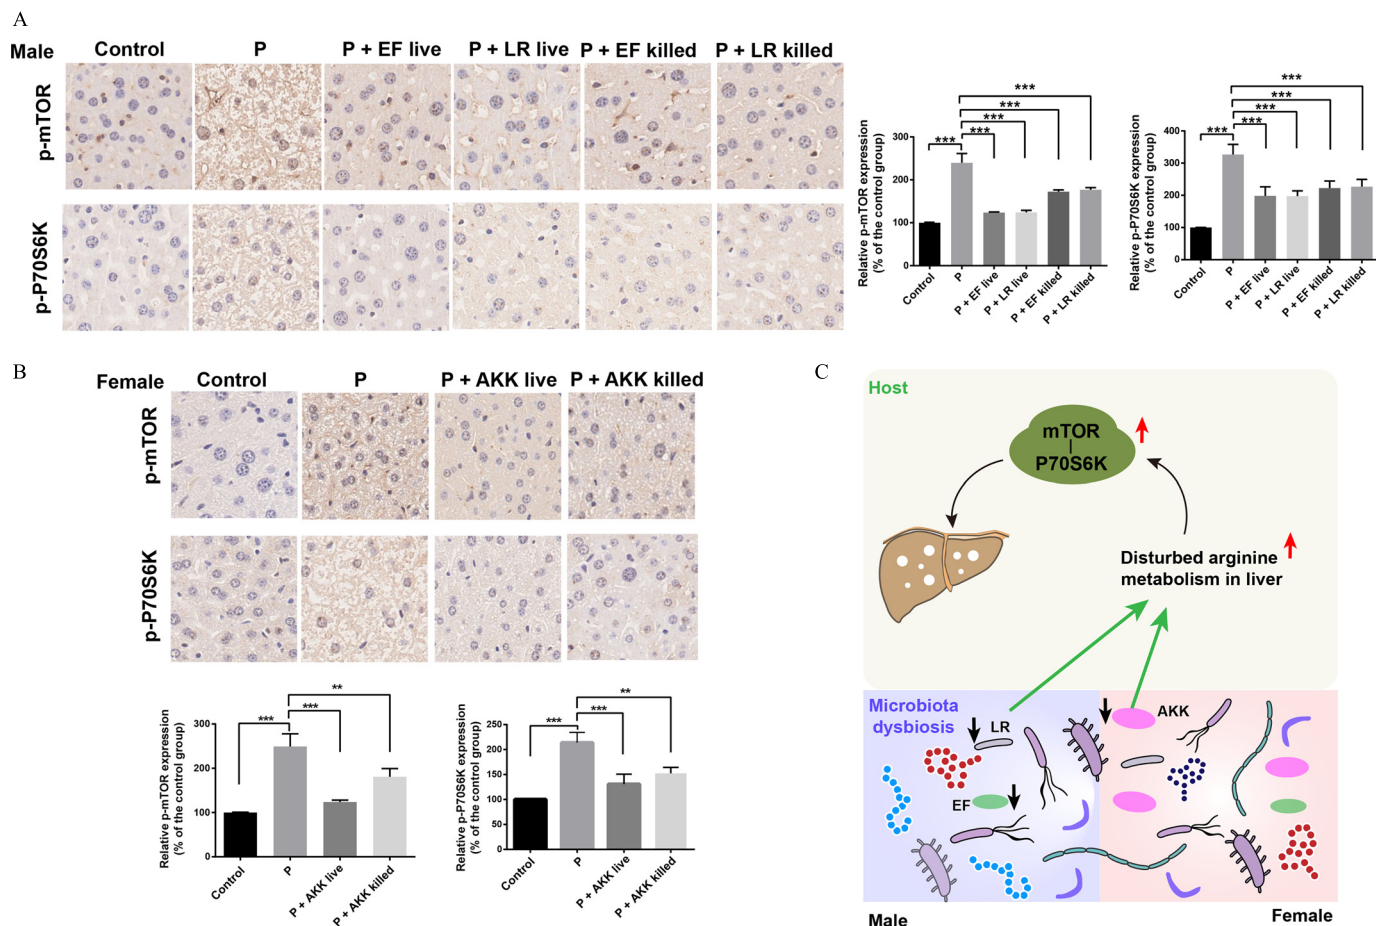 A
Male Control P P + EF live P + LR live P + EF killed P + LR killed
p-mTOR
p-P70S6K
Relative p-mTOR expression
(% of the control group)
300
200
100
0
***
***
***
***
***
Control
P
P + EF live
P + LR live
P + EF killed
P + LR killed
Relative p-P70S6K expression
(% of the control group)
400
300
200
100
0
***
***
***
***
***
Control
P
P + EF live
P + LR live
P + EF killed
P + LR killed
B
Female Control P P + AKK live P + AKK killed
p-mTOR
p-P70S6K
Relative p-mTOR expression
(% of the control group)
300
200
100
0
**
***
***
Control
P
P + AKK live
P + AKK killed
Relative p-P70S6K expression
(% of the control group)
250
200
150
100
50
0
**
***
***
Control
P
P + AKK live
P + AKK killed
C
Host
mTOR
P70S6K
Disturbed arginine
metabolism in liver
Microbiota
dysbiosis
LR
AKK
EF
Male
Female